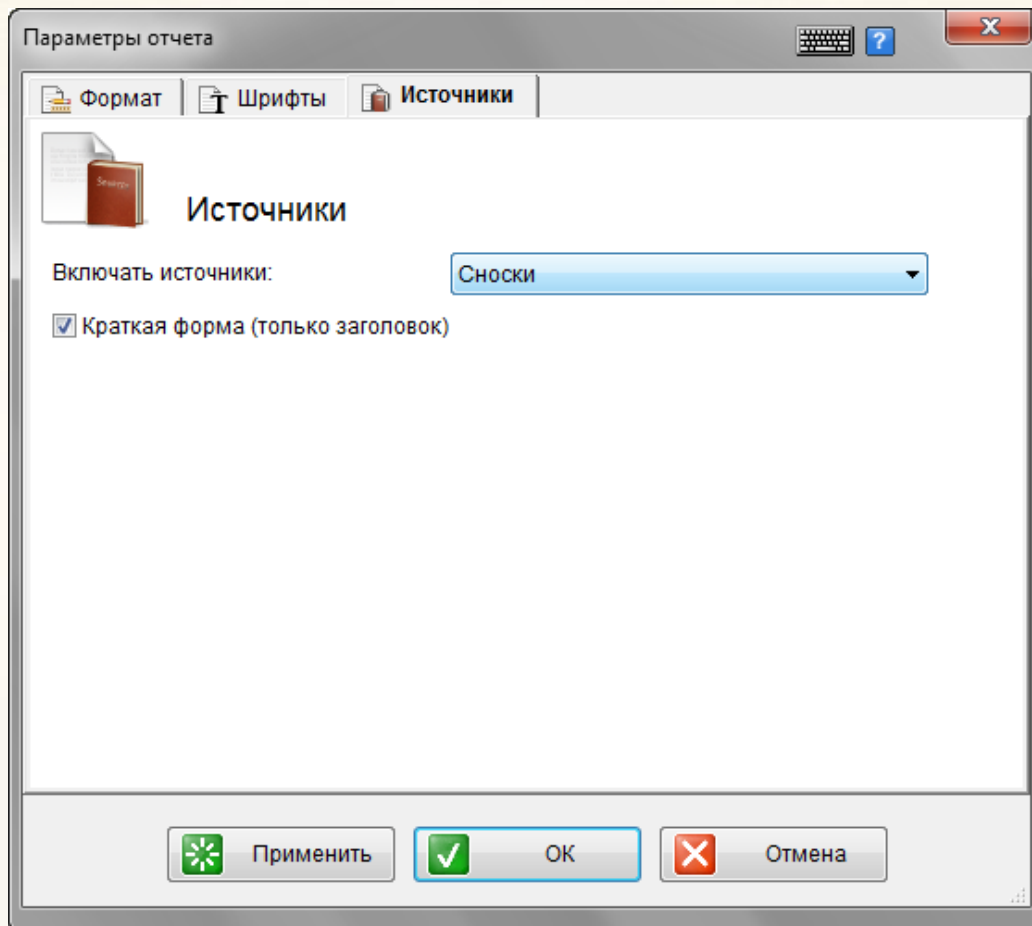 Параметры отчета
Формат Шрифты Источники
Источники
Включать источники: Сноски
Краткая форма (только заголовок)
Применить ОК Отмена